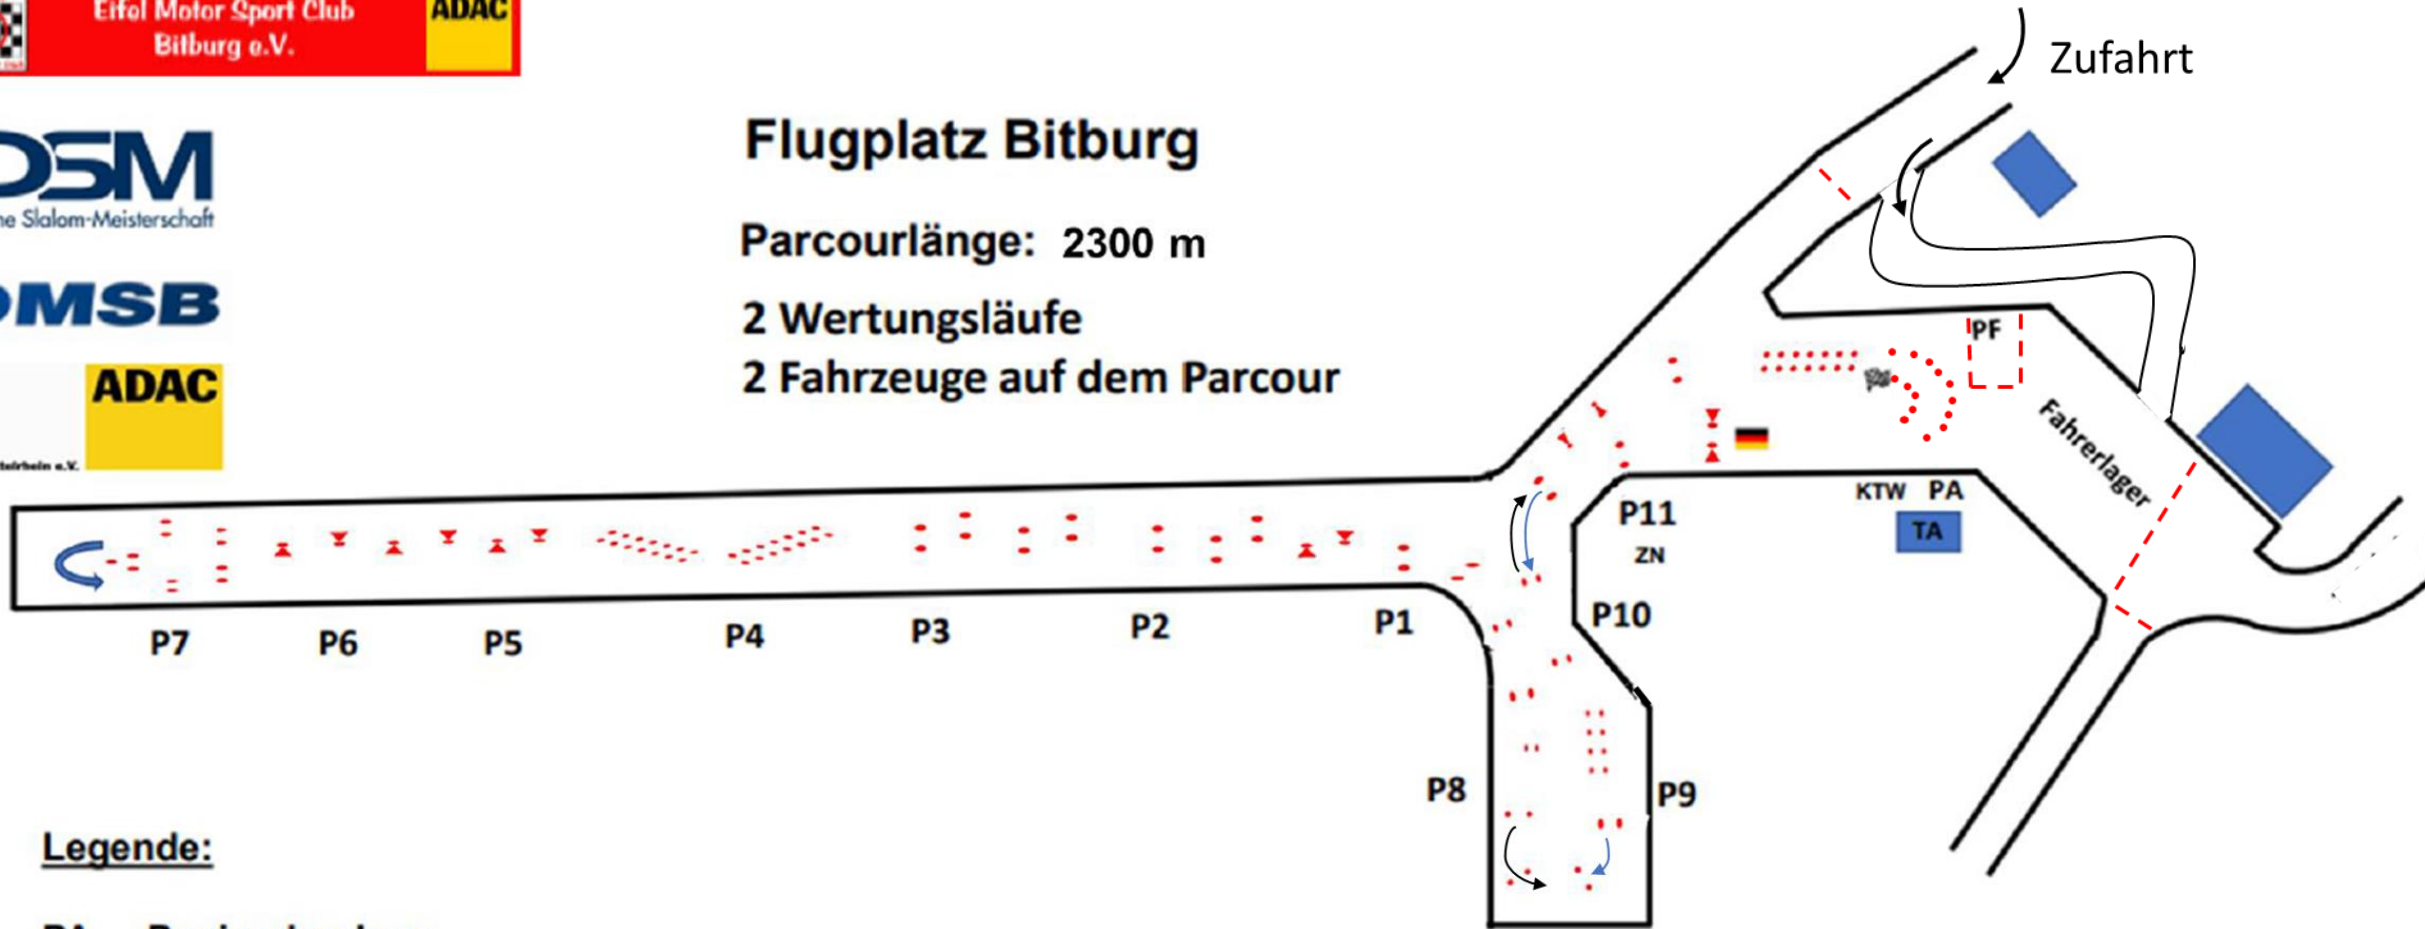 Eifel Motor Sport Club
Bitburg e.V.
ADAC
Zufahrt
DSM
Slalom-Meisterschaft
Flugplatz Bitburg
Parcourlänge: 2300 m
2 Wertungsläufe
2 Fahrzeuge auf dem Parcour
DMSB
ADAC
e.V.
PF
Fahrerlager
KTW PA
TA
P11
ZN
P10
P7 P6 P5 P4 P3 P2 P1
P8
P9
Legende: